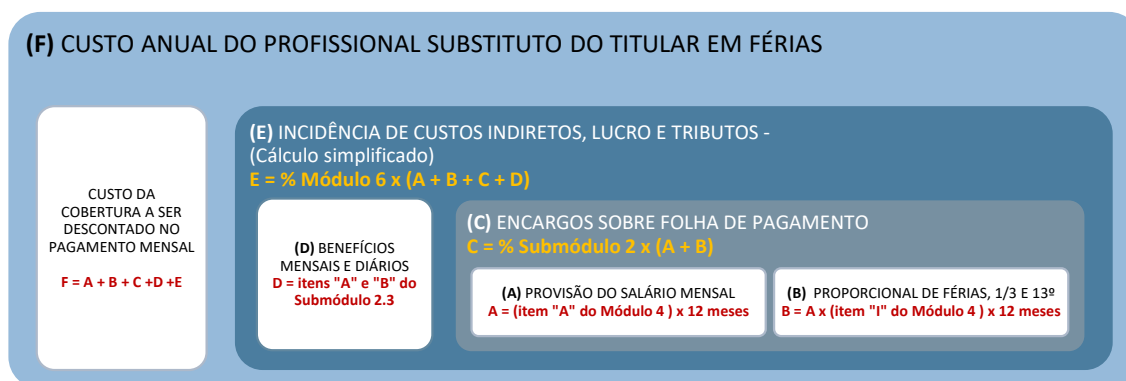 (F) CUSTO ANUAL DO PROFISSIONAL SUBSTITUTO DO TITULAR EM FÉRIAS
CUSTO DA
COBERTURA A SER
DESCONTADO NO
PAGAMENTO MENSAL
F = A + B + C +D +E
(E) INCIDÊNCIA DE CUSTOS INDIRETOS, LUCRO E TRIBUTOS -
(Cálculo simplificado)
E = % Módulo 6 x (A + B + C + D)
(D) BENEFÍCIOS
MENSAIS E DIÁRIOS
D = itens "A" e "B" do
Submódulo 2.3
(C) ENCARGOS SOBRE FOLHA DE PAGAMENTO
C = % Submódulo 2 x (A + B)
(A) PROVISÃO DO SALÁRIO MENSAL
A = (item "A" do Módulo 4 ) x 12 meses
(B) PROPORCIONAL DE FÉRIAS, 1/3 E 13º
B = A x (item "I" do Módulo 4 ) x 12 meses